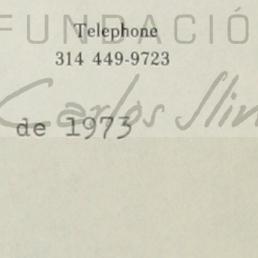 FUNDACIÓ
Telephone
314 449-9723
Carlos Slim
de 1973